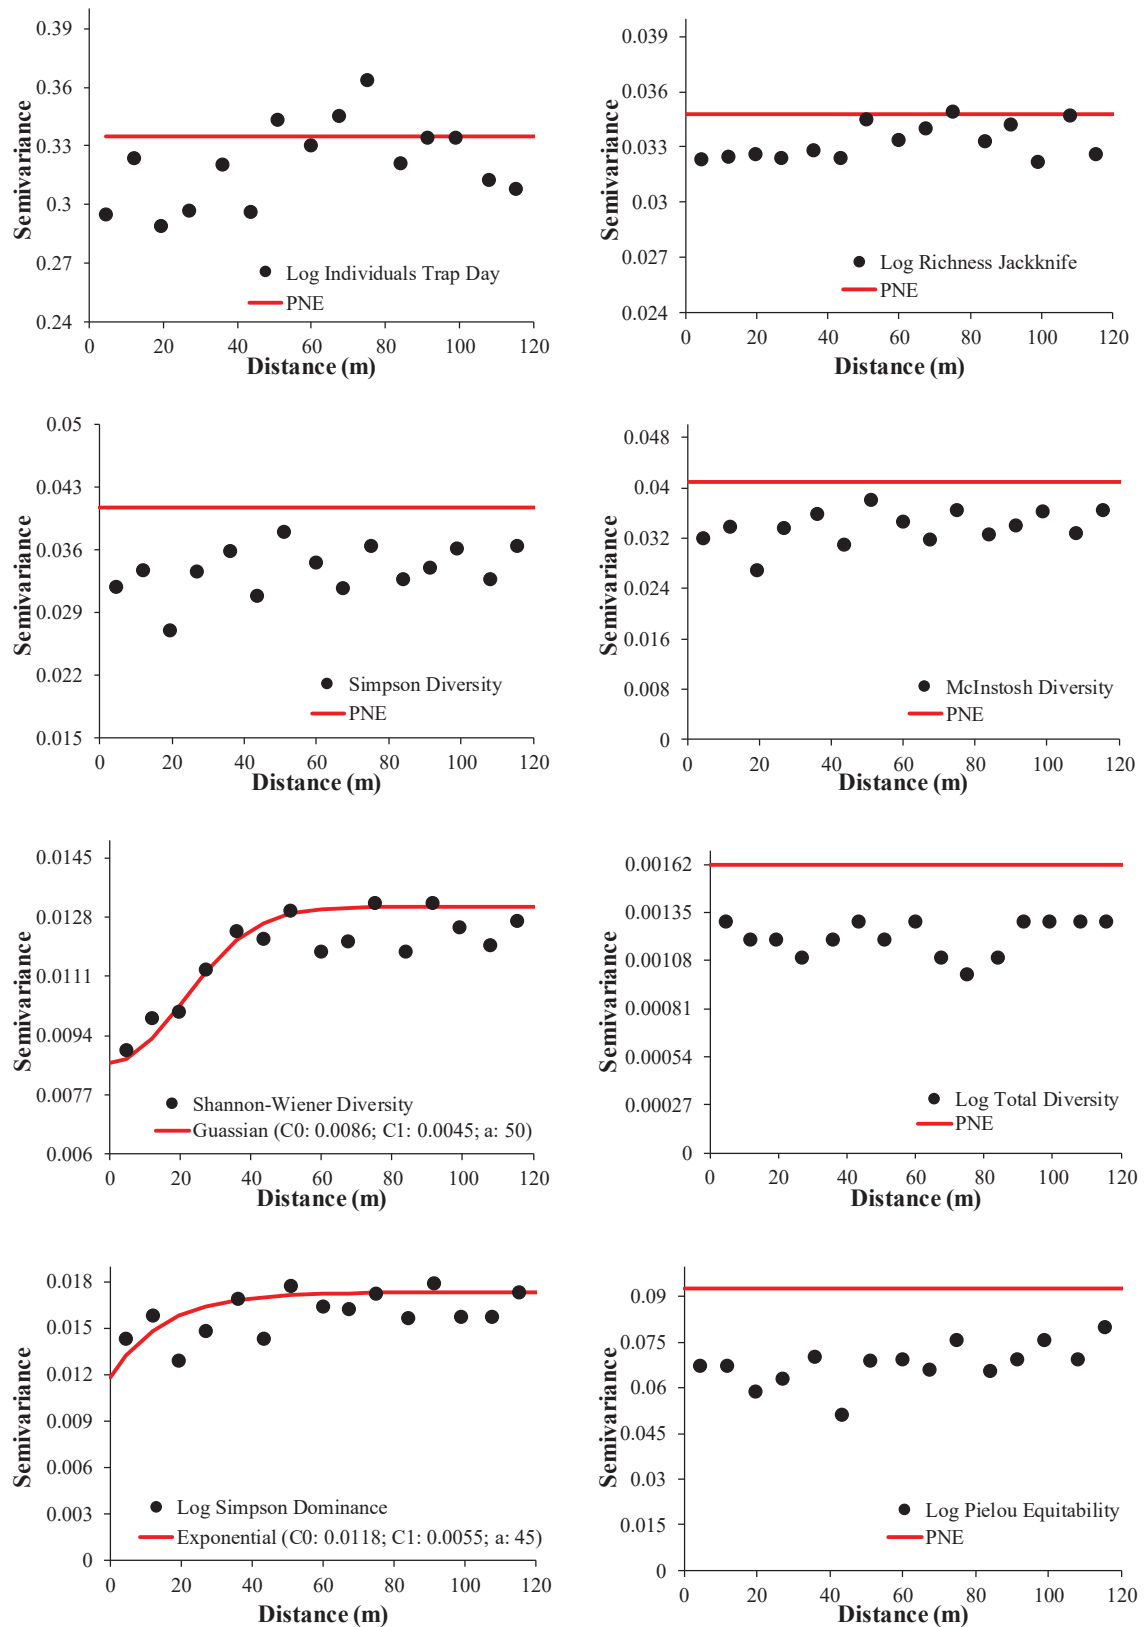 0.39
0.36
0.33
0.3
0.27
0.24
Semivariance
Log Individuals Trap Day
PNE
0 20 40 60 80 100 120
Distance (m)
0.039
0.036
0.033
0.03
0.027
0.024
Semivariance
Log Richness Jackknife
PNE
0 20 40 60 80 100 120
Distance (m)
0.05
0.043
0.036
0.029
0.022
0.015
Semivariance
Simpson Diversity
PNE
0 20 40 60 80 100 120
Distance (m)
0.048
0.04
0.032
0.024
0.016
0.008
0
Semivariance
McInstosh Diversity
PNE
0 20 40 60 80 100 120
Distance (m)
0.0145
0.0128
0.0111
0.0094
0.0077
0.006
Semivariance
Shannon-Wiener Diversity
Guassian (C0: 0.0086; C1: 0.0045; a: 50)
0 20 40 60 80 100 120
Distance (m)
0.00162
0.00135
0.00108
0.00081
0.00054
0.00027
0
Semivariance
Log Total Diversity
PNE
0 20 40 60 80 100 120
Distance (m)
0.018
0.015
0.012
0.009
0.006
0.003
0
Semivariance
Log Simpson Dominance
Exponential (C0: 0.0118; C1: 0.0055; a: 45)
0 20 40 60 80 100 120
Distance (m)
0.09
0.075
0.06
0.045
0.03
0.015
0
Semivariance
Log Pielou Equitability
PNE
0 20 40 60 80 100 120
Distance (m)